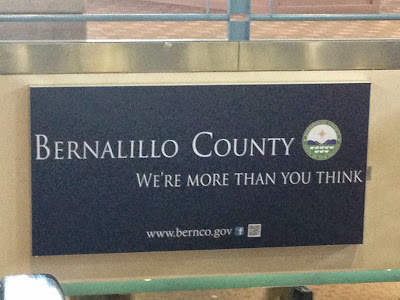 Bernalillo County
We're more than you think
www.bernco.gov